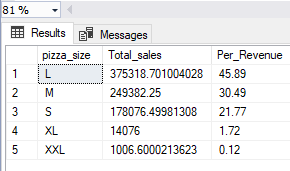 81 %
Results Messages
pizza_size Total_sales Per_Revenue
1 L 375318.701004028 45.89
2 M 249382.25 30.49
3 S 178076.49981308 21.77
4 XL 14076 1.72
5 XXL 1006.6000213623 0.12